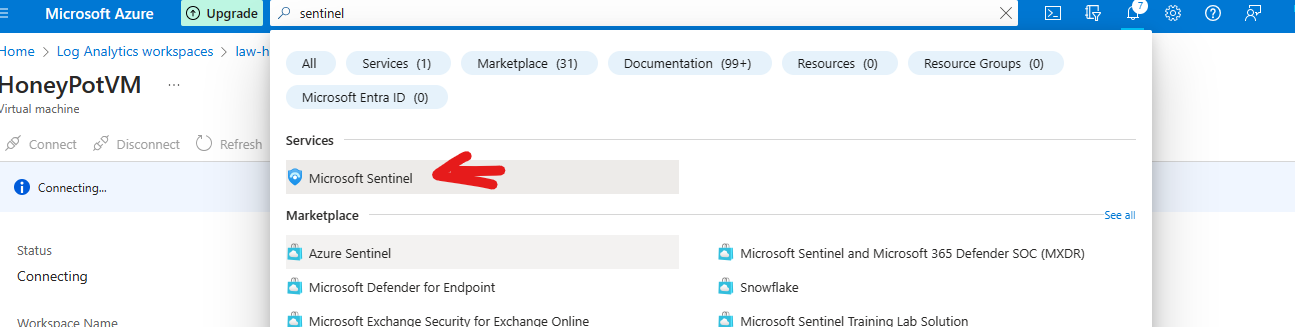 Microsoft Azure Upgrade sentinel 7
Home > Log Analytics workspaces > law-h
HoneyPotVM ...
Virtual machine
Connect Disconnect Refresh
Connecting...
Status
Connecting
Workspace Name
All Services (1) Marketplace (31) Documentation (99+) Resources (0) Resource Groups (0)
Microsoft Entra ID (0)
Services
Microsoft Sentinel
Marketplace See all
Azure Sentinel Microsoft Sentinel and Microsoft 365 Defender SOC (MXDR)
Microsoft Defender for Endpoint Snowflake
Microsoft Exchange Security for Exchange Online Microsoft Sentinel Training Lab Solution